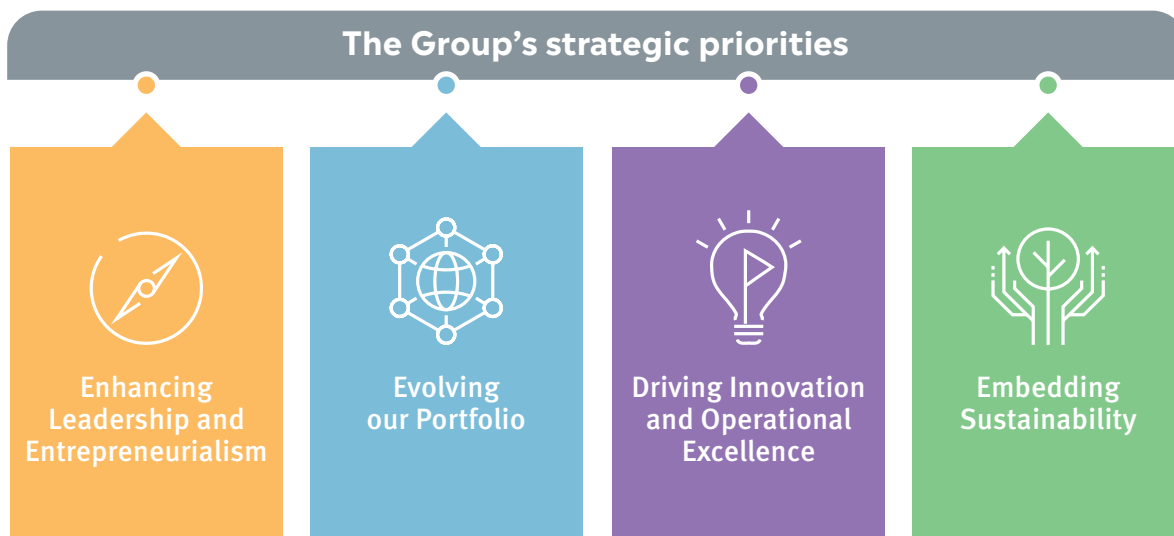 The Group’s strategic priorities
Enhancing
Leadership and
Entrepreneurialism
Evolving
our Portfolio
Driving Innovation
and Operational
Excellence
Embedding
Sustainability